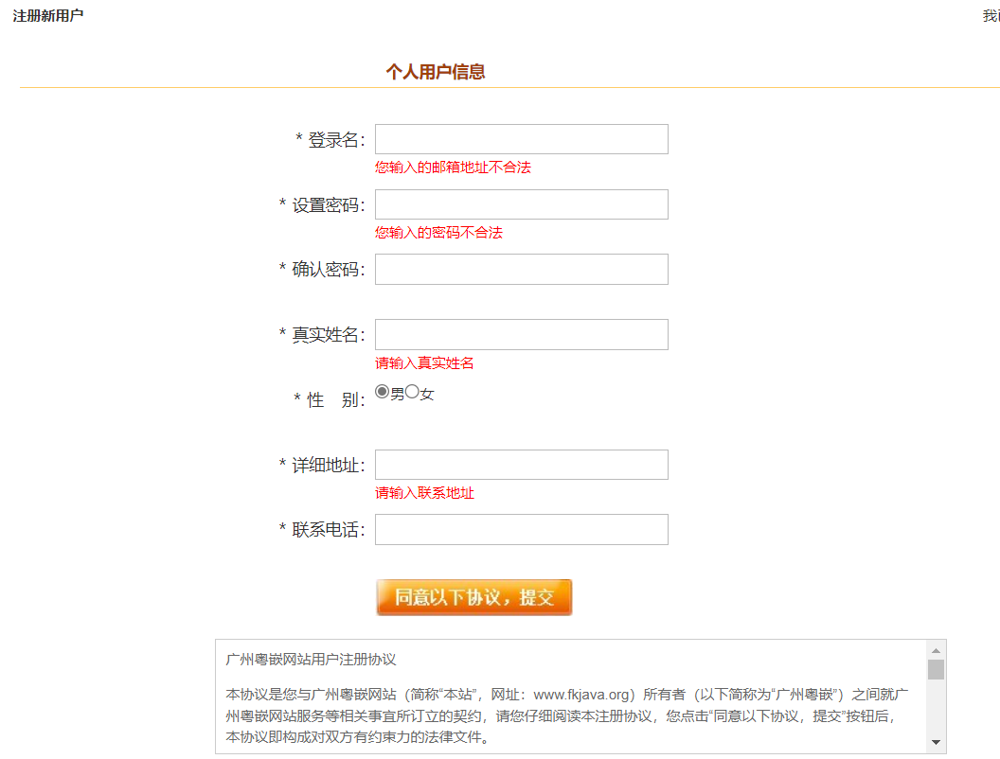 注册新用户
我
个人用户信息
* 登录名：
您输入的邮箱地址不合法
* 设置密码：
您输入的密码不合法
* 确认密码：
* 真实姓名：
请输入真实姓名
* 性 别： 男 女
* 详细地址：
请输入联系地址
* 联系电话：
同意以下协议，提交
广州粤嵌网站用户注册协议
本协议是您与广州粤嵌网站（简称“本站”，网址：www.fkjava.org）所有者（以下简称为“广州粤嵌”）之间就广
州粤嵌网站服务等相关事宜所订立的契约，请您仔细阅读本注册协议，您点击“同意以下协议，提交”按钮后，
本协议即构成对双方有约束力的法律文件。